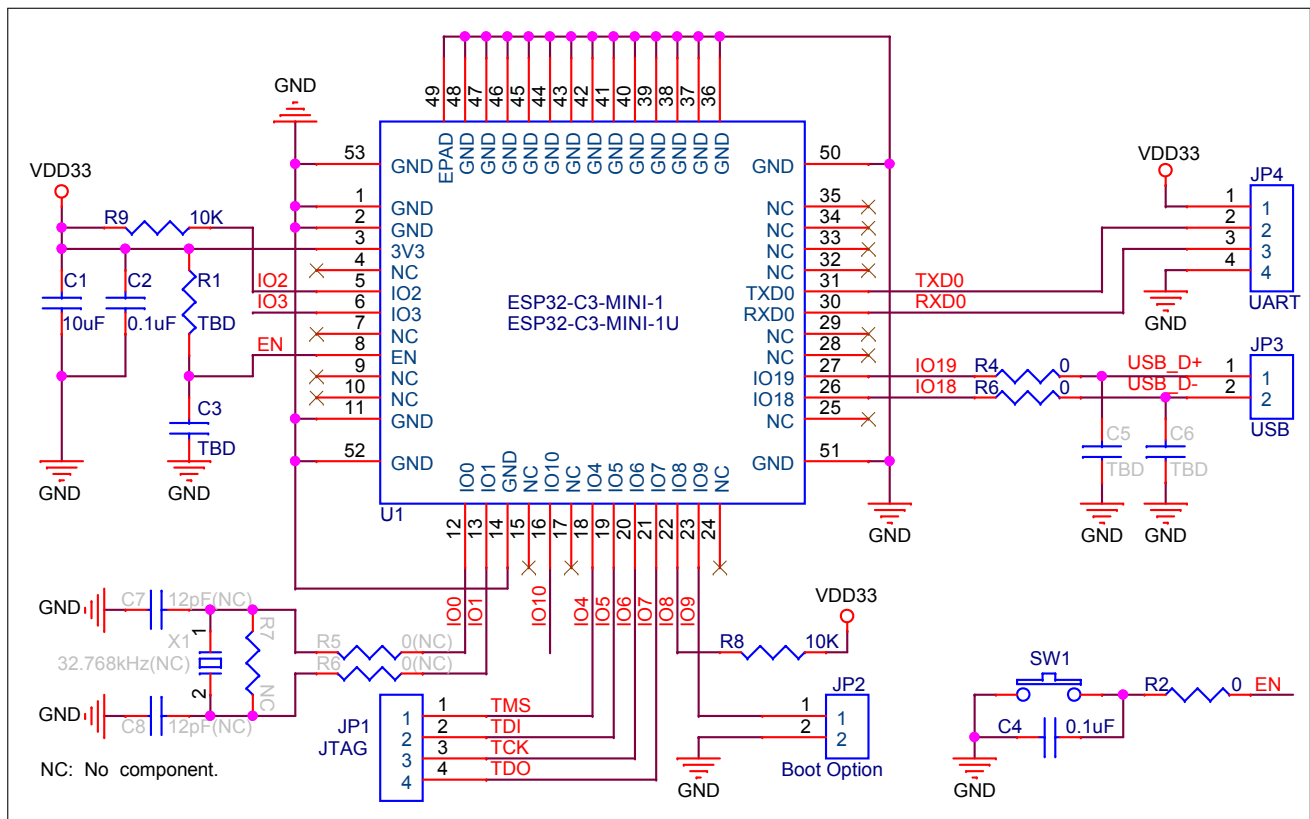 49 48 47 46 45 44 43 42 41 40 39 38 37 36
EPAD GND GND GND GND GND GND GND GND GND GND GND GND GND
GND
VDD33
R9 10K
C1
10uF
C2
0.1uF
R1
TBD
IO2
IO3
EN
C3
TBD
GND
GND
53 GND
1 GND
2 GND
3 3V3
4 NC
5 IO2
6 IO3
7 NC
8 EN
9 NC
10 NC
11 GND
52 GND
U1
ESP32-C3-MINI-1
ESP32-C3-MINI-1U
GND 50
NC 35
NC 34
NC 33
NC 32
TXD0 31
RXD0 30
NC 29
NC 28
IO19 27
IO18 26
NC 25
GND 51
TXD0
RXD0
VDD33
JP4
1 1
2 2
3 3
4 4
UART
GND
IO19 R4 0 USB_D+
IO18 R6 0 USB_D-
JP3
1 1
2 2
USB
C5
TBD
C6
TBD
GND
GND
GND
IO0 IO1 GND NC IO10 NC IO4 IO5 IO6 IO7 IO8 IO9 NC
12 13 14 15 16 17 18 19 20 21 22 23 24
IO0 IO1 IO10 IO4 IO5 IO6 IO7 IO8 IO9
GND C7 12pF(NC)
X1
1
2
32.768kHz(NC)
R7
NC
GND C8 12pF(NC)
R5 0(NC)
R6 0(NC)
NC: No component.
JP1
JTAG
1 1 TMS
2 2 TDI
3 3 TCK
4 4 TDO
VDD33
R8 10K
JP2
1 1
2 2
Boot Option
GND
SW1
R2 0 EN
C4 0.1uF
GND